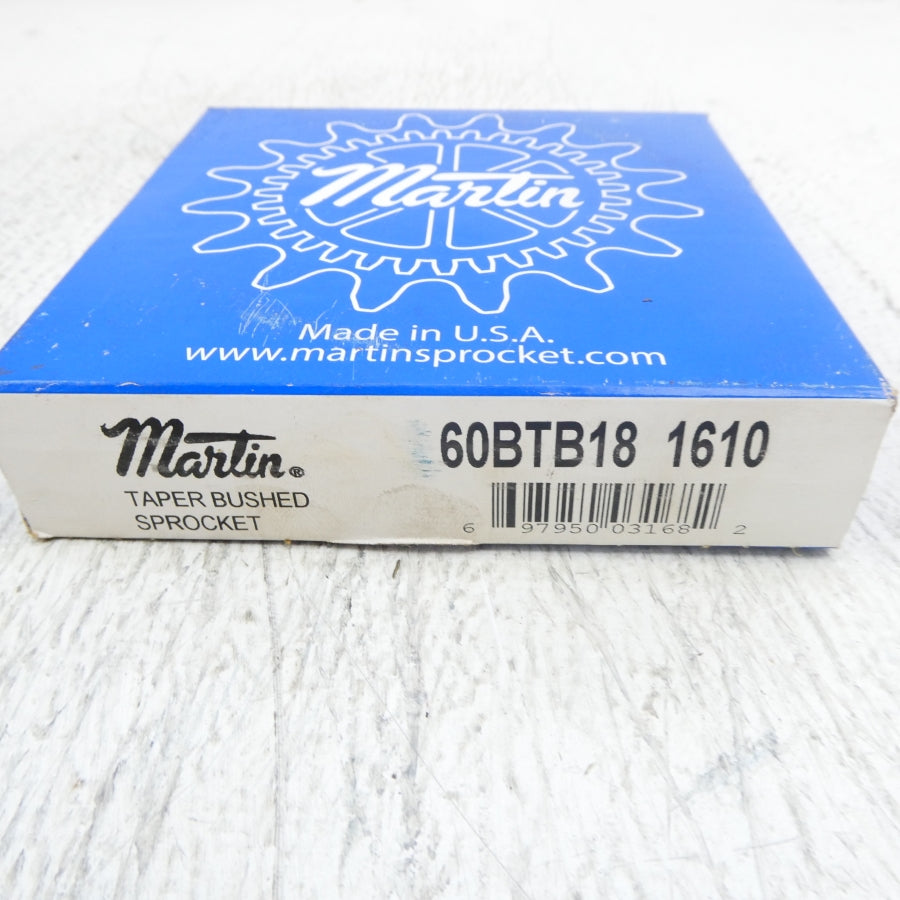 Martin
Made in U.S.A.
www.martinsprocket.com
Martin®
TAPER BUSHED
SPROCKET
60BTB18 1610
6 97950 03168 2